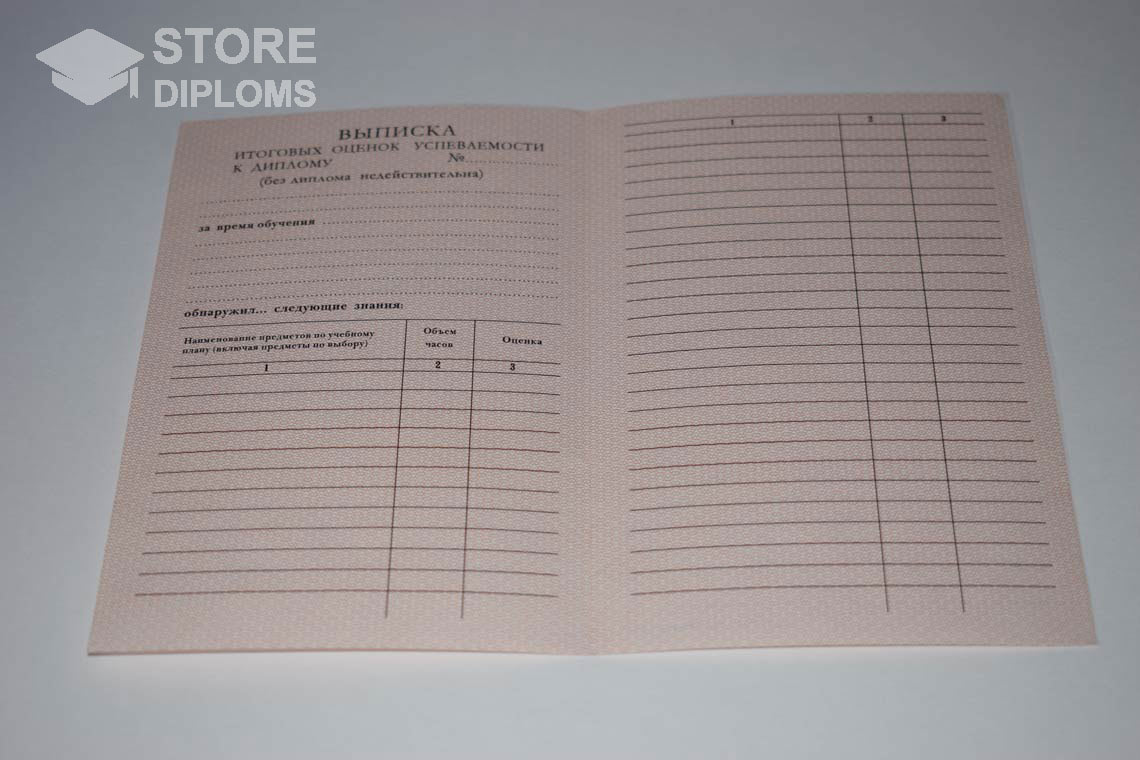 STORE
DIPLOMS
ВЫПИСКА
ИТОГОВЫХ ОЦЕНОК УСПЕВАЕМОСТИ
К ДИПЛОМУ №
(без диплома недействительна)
за время обучения
обнаружил... следующие знания:
Наименование предметов по учебному плану (включая предметы по выбору)
Объем часов
Оценка
1 2 3
1 2 3